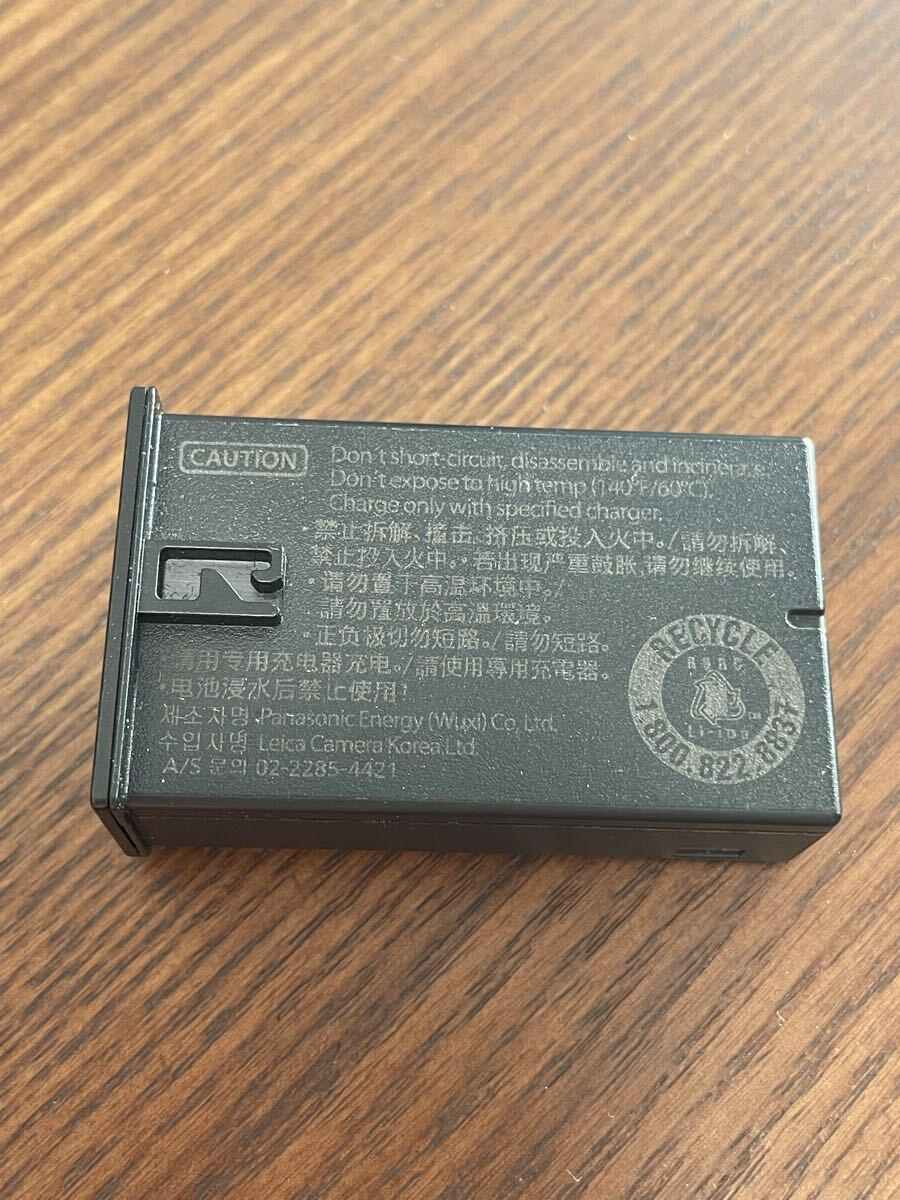 CAUTION
Don't short-circuit, disassemble and incinerate.
Don't expose to high temp (140°F/60°C).
Charge only with specified charger.
·禁止拆解、撞击、挤压或投入火中。/請勿拆解、
禁止投入火中。·若出现严重鼓胀,请勿继续使用。
·请勿置于高温环境中。/
請勿置放於高溫環境。
·正负极切勿短路。/請勿短路。
·请用专用充电器充电。/請使用專用充電器。
·电池浸水后禁止使用!
제조자명 Panasonic Energy (Wuxi) Co., Ltd.
수입자명 Leica Camera Korea Ltd.
A/S 문의 02-2285-4421
RECYCLE
RBRC
TM
Li-ion
1.800.822.8837